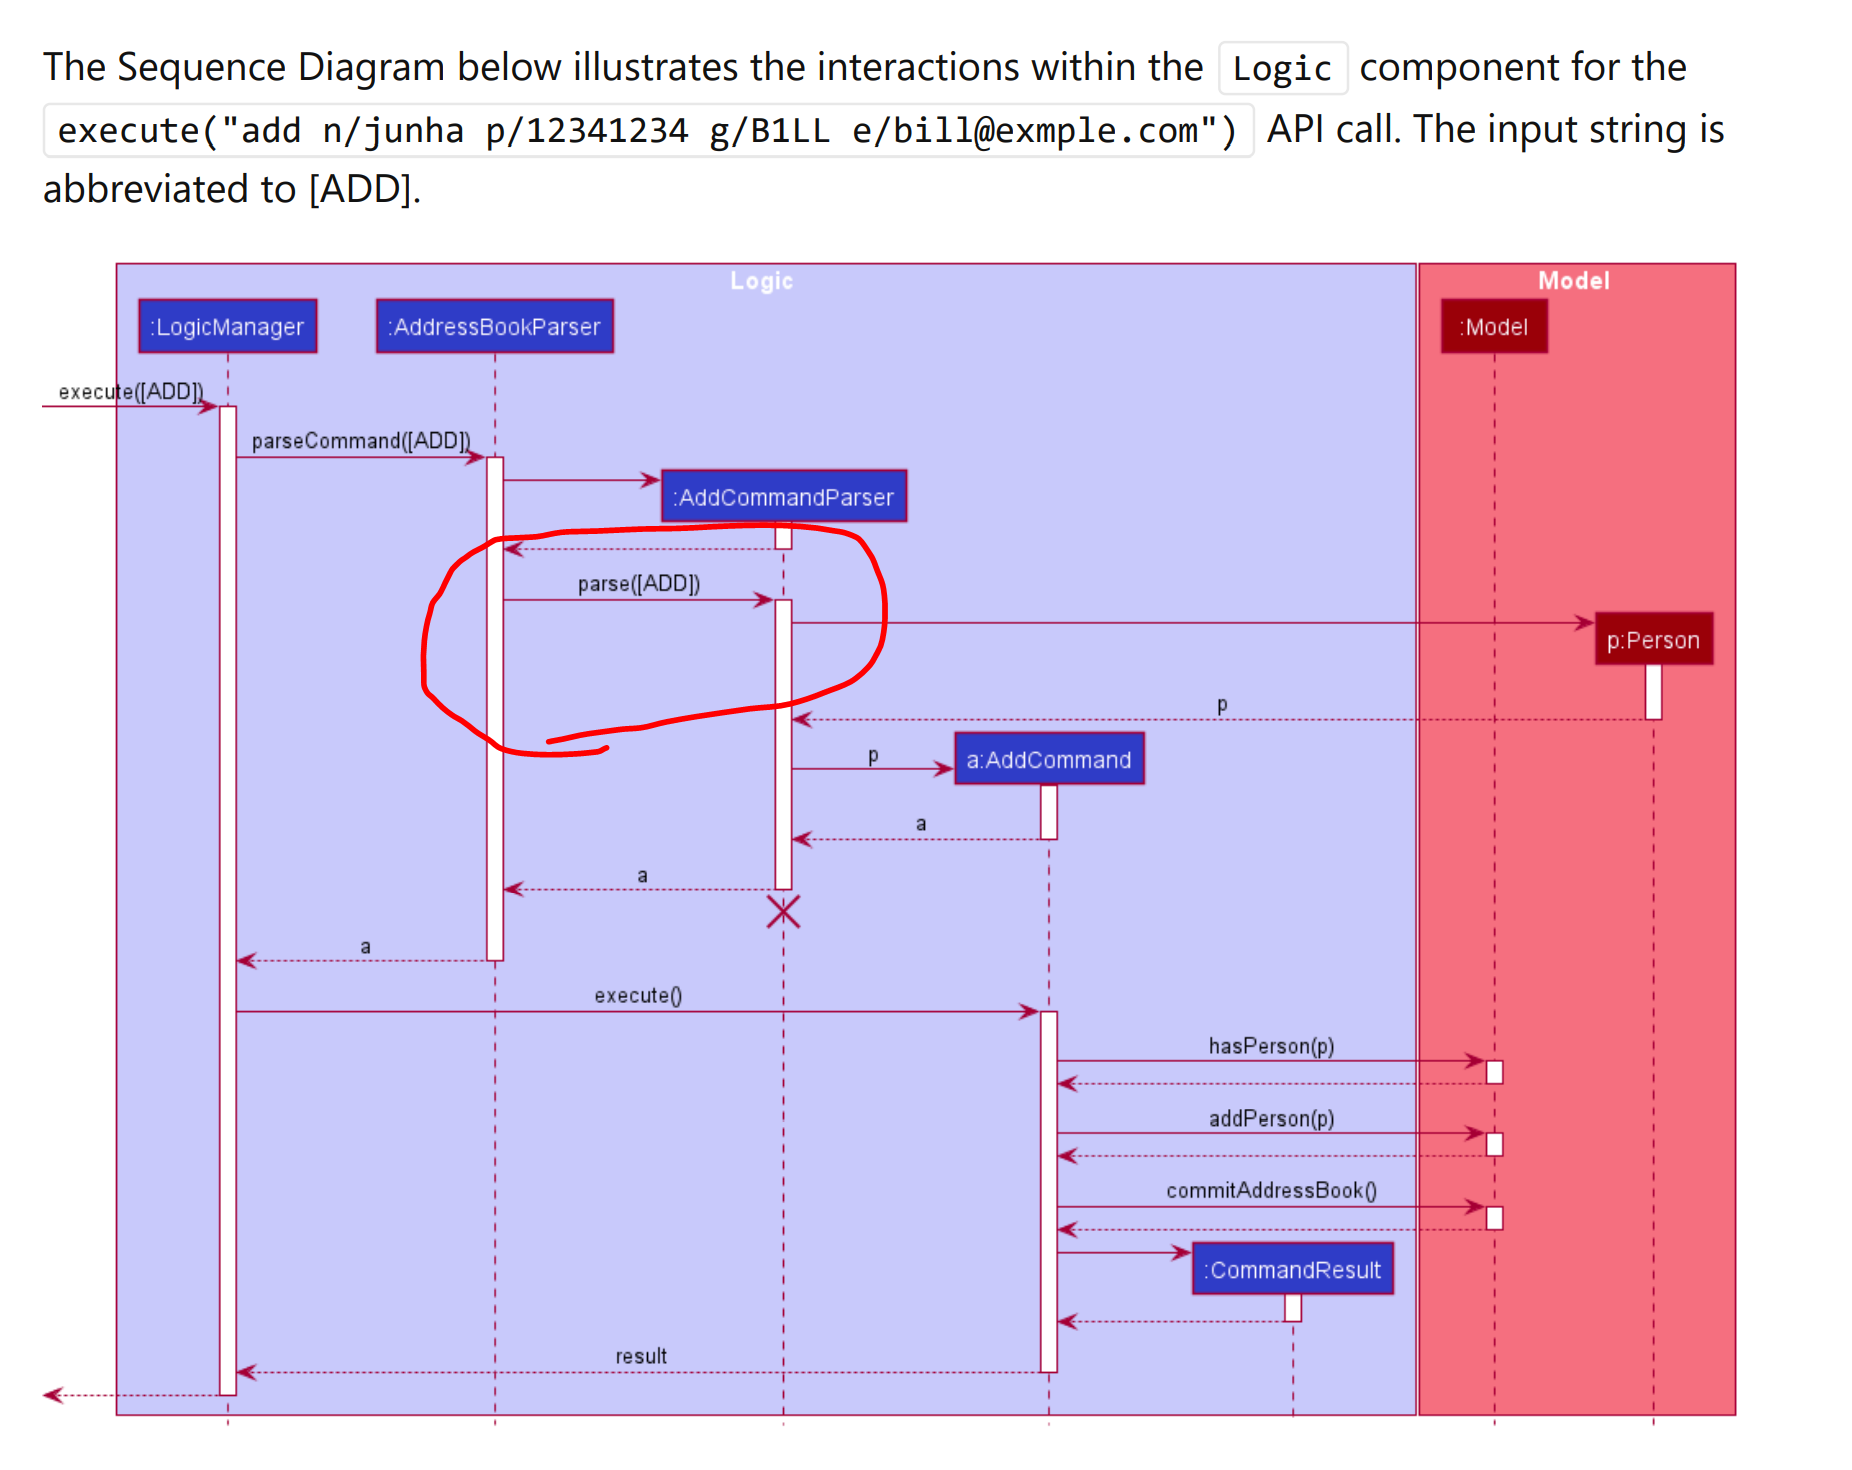 The Sequence Diagram below illustrates the interactions within the Logic component for the
execute("add n/junha p/12341234 g/B1LL e/bill@exmple.com") API call. The input string is
abbreviated to [ADD].
Logic
Model
:LogicManager
:AddressBookParser
:Model
execute([ADD])
parseCommand([ADD])
:AddCommandParser
parse([ADD])
p:Person
p
p
a:AddCommand
a
a
a
execute()
hasPerson(p)
addPerson(p)
commitAddressBook()
:CommandResult
result